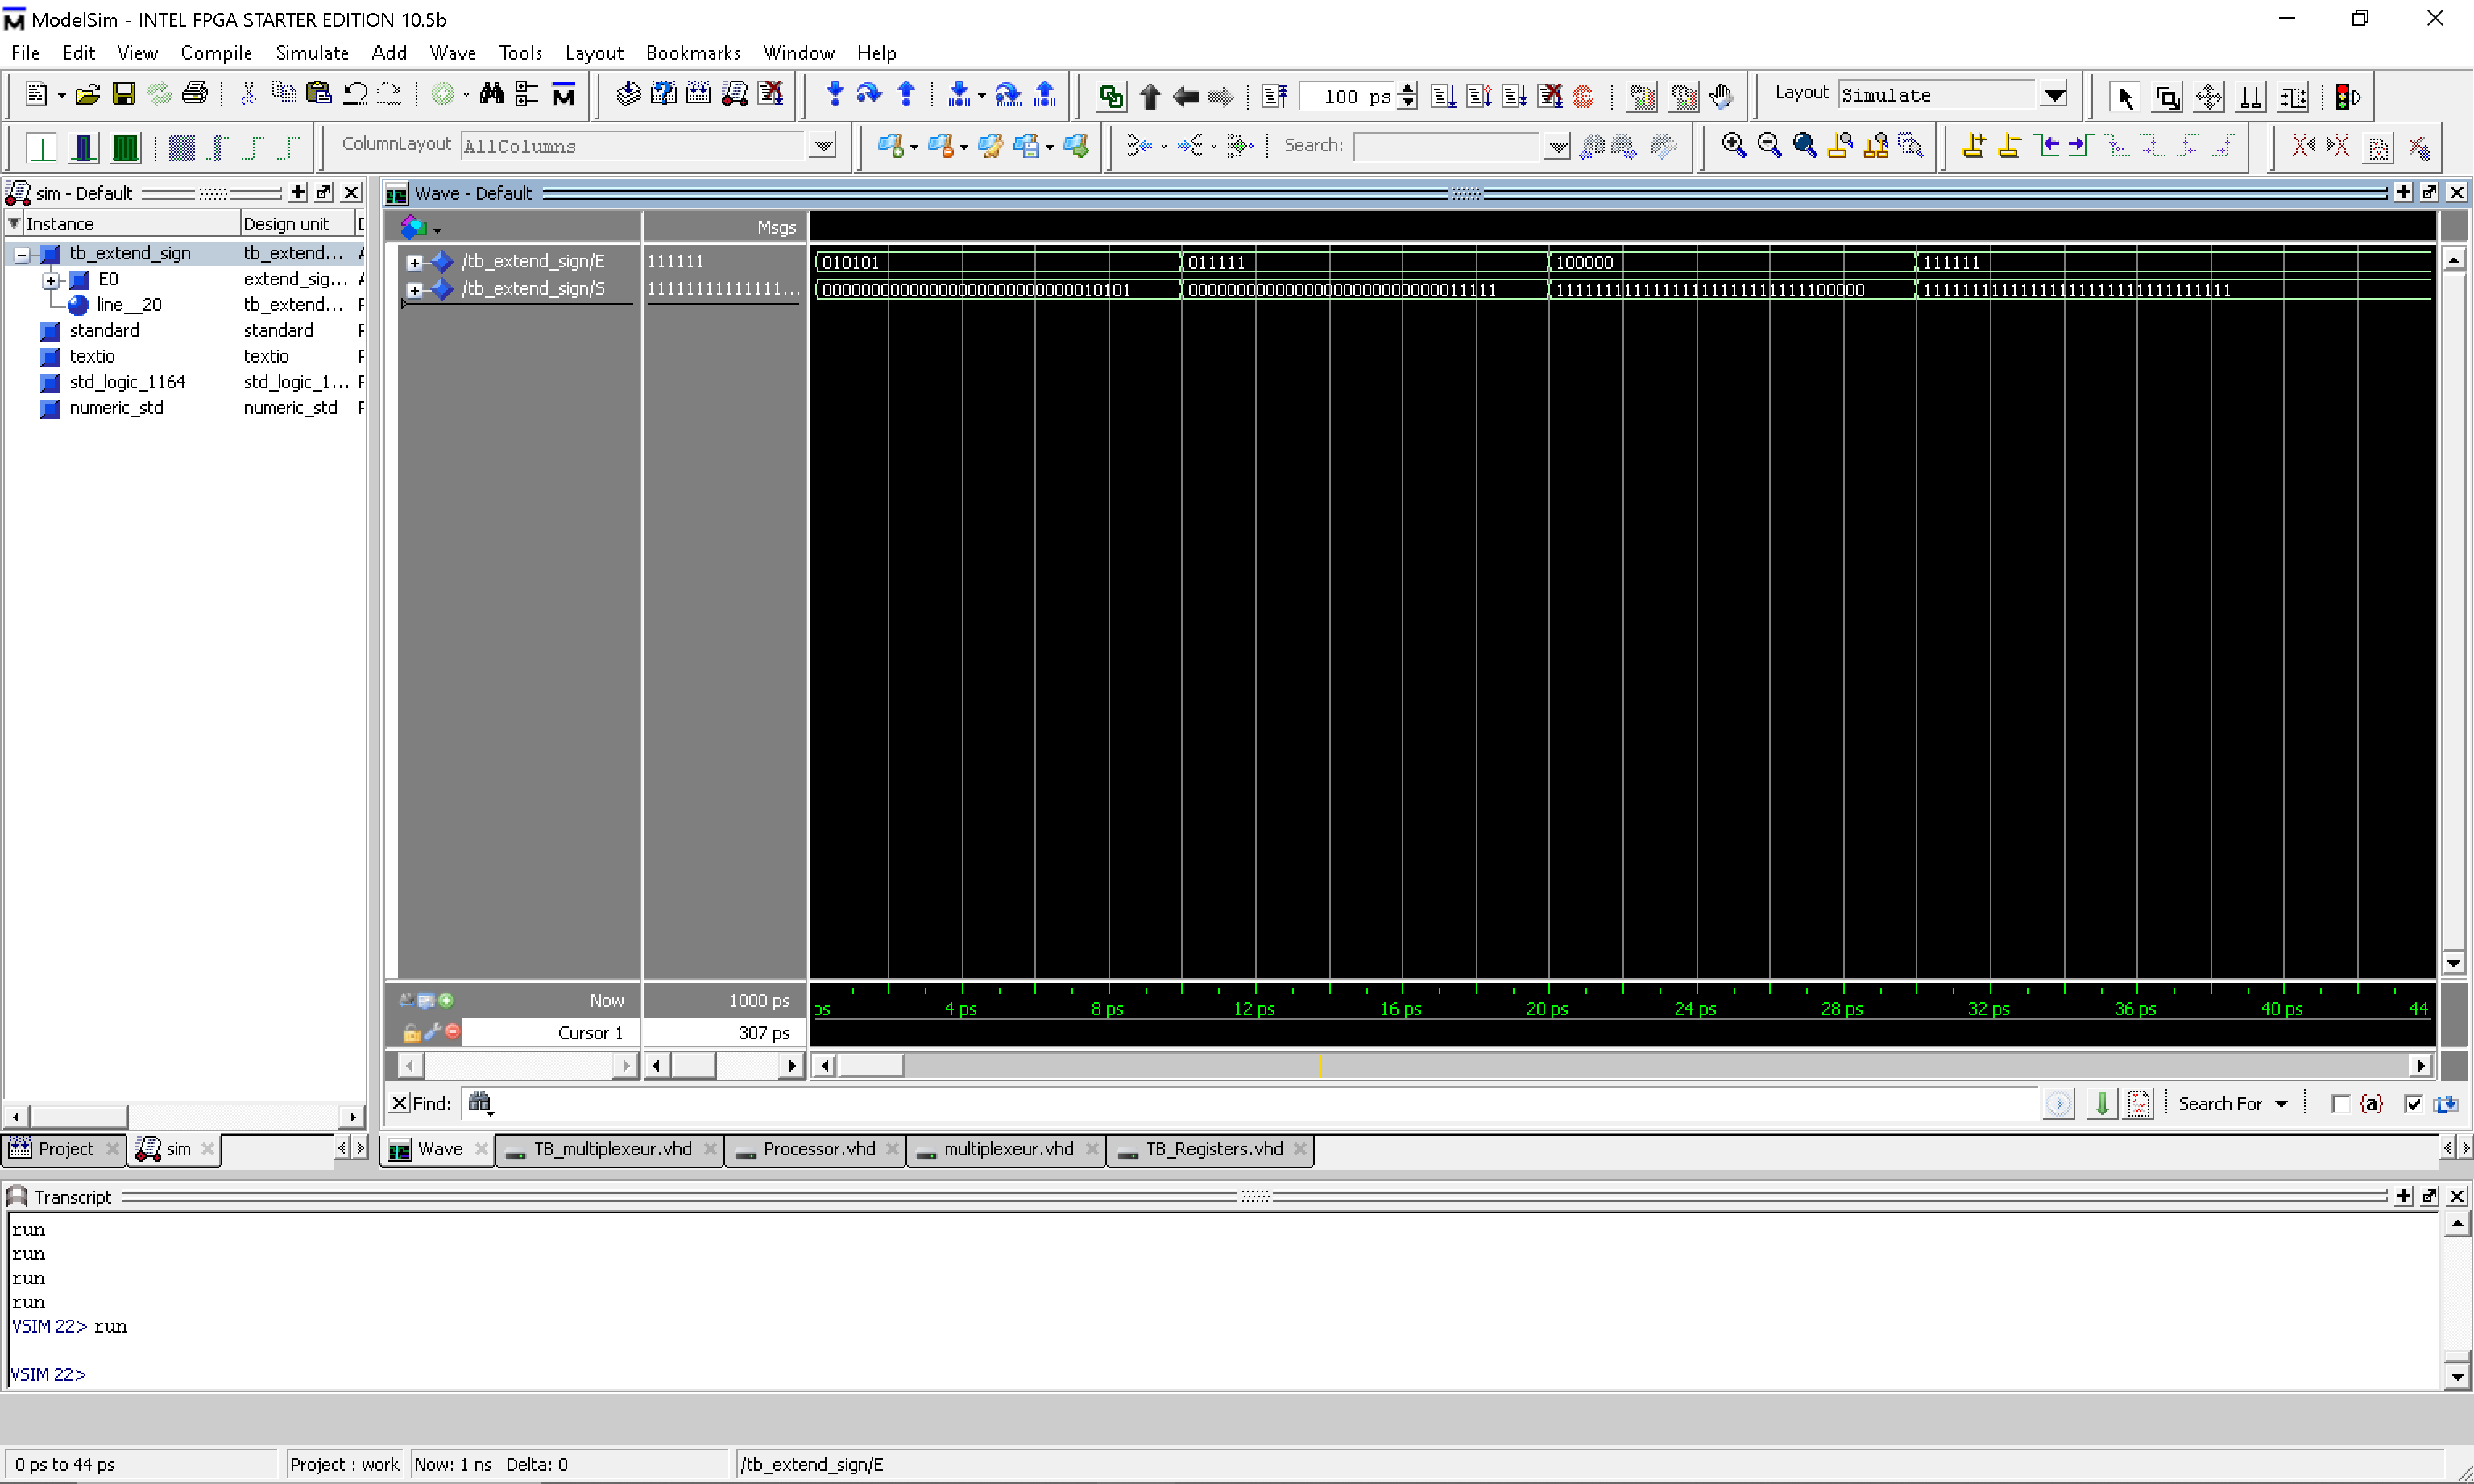 ModelSim - INTEL FPGA STARTER EDITION 10.5b
File Edit View Compile Simulate Add Wave Tools Layout Bookmarks Window Help
100 ps Layout Simulate
ColumnLayout AllColumns Search:
sim - Default
Instance Design unit
tb_extend_sign tb_extend...
E0 extend_sig...
line__20 tb_extend...
standard standard
textio textio
std_logic_1164 std_logic_1...
numeric_std numeric_std
Wave - Default
Msgs
/tb_extend_sign/E 111111 010101 011111 100000 111111
/tb_extend_sign/S 11111111111111... 00000000000000000000000000010101 00000000000000000000000000011111 11111111111111111111111111100000 11111111111111111111111111111111
Now 1000 ps ps 4 ps 8 ps 12 ps 16 ps 20 ps 24 ps 28 ps 32 ps 36 ps 40 ps 44
Cursor 1 307 ps
Find: Search For {a}
Project sim Wave TB_multiplexeur.vhd Processor.vhd multiplexeur.vhd TB_Registers.vhd
Transcript
run
run
run
run
VSIM 22> run
VSIM 22>
0 ps to 44 ps Project : work Now: 1 ns Delta: 0 /tb_extend_sign/E